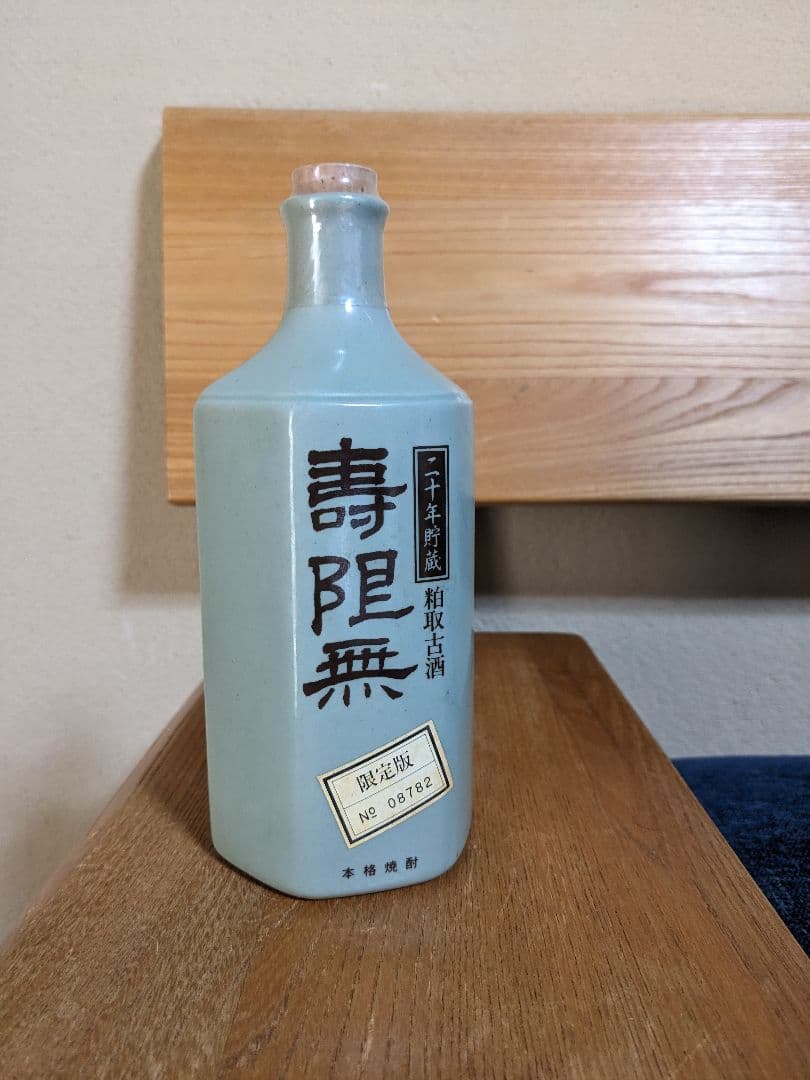 二十年貯蔵
粕取古酒
寿限無
限定版
Nº 08782
本格焼酎